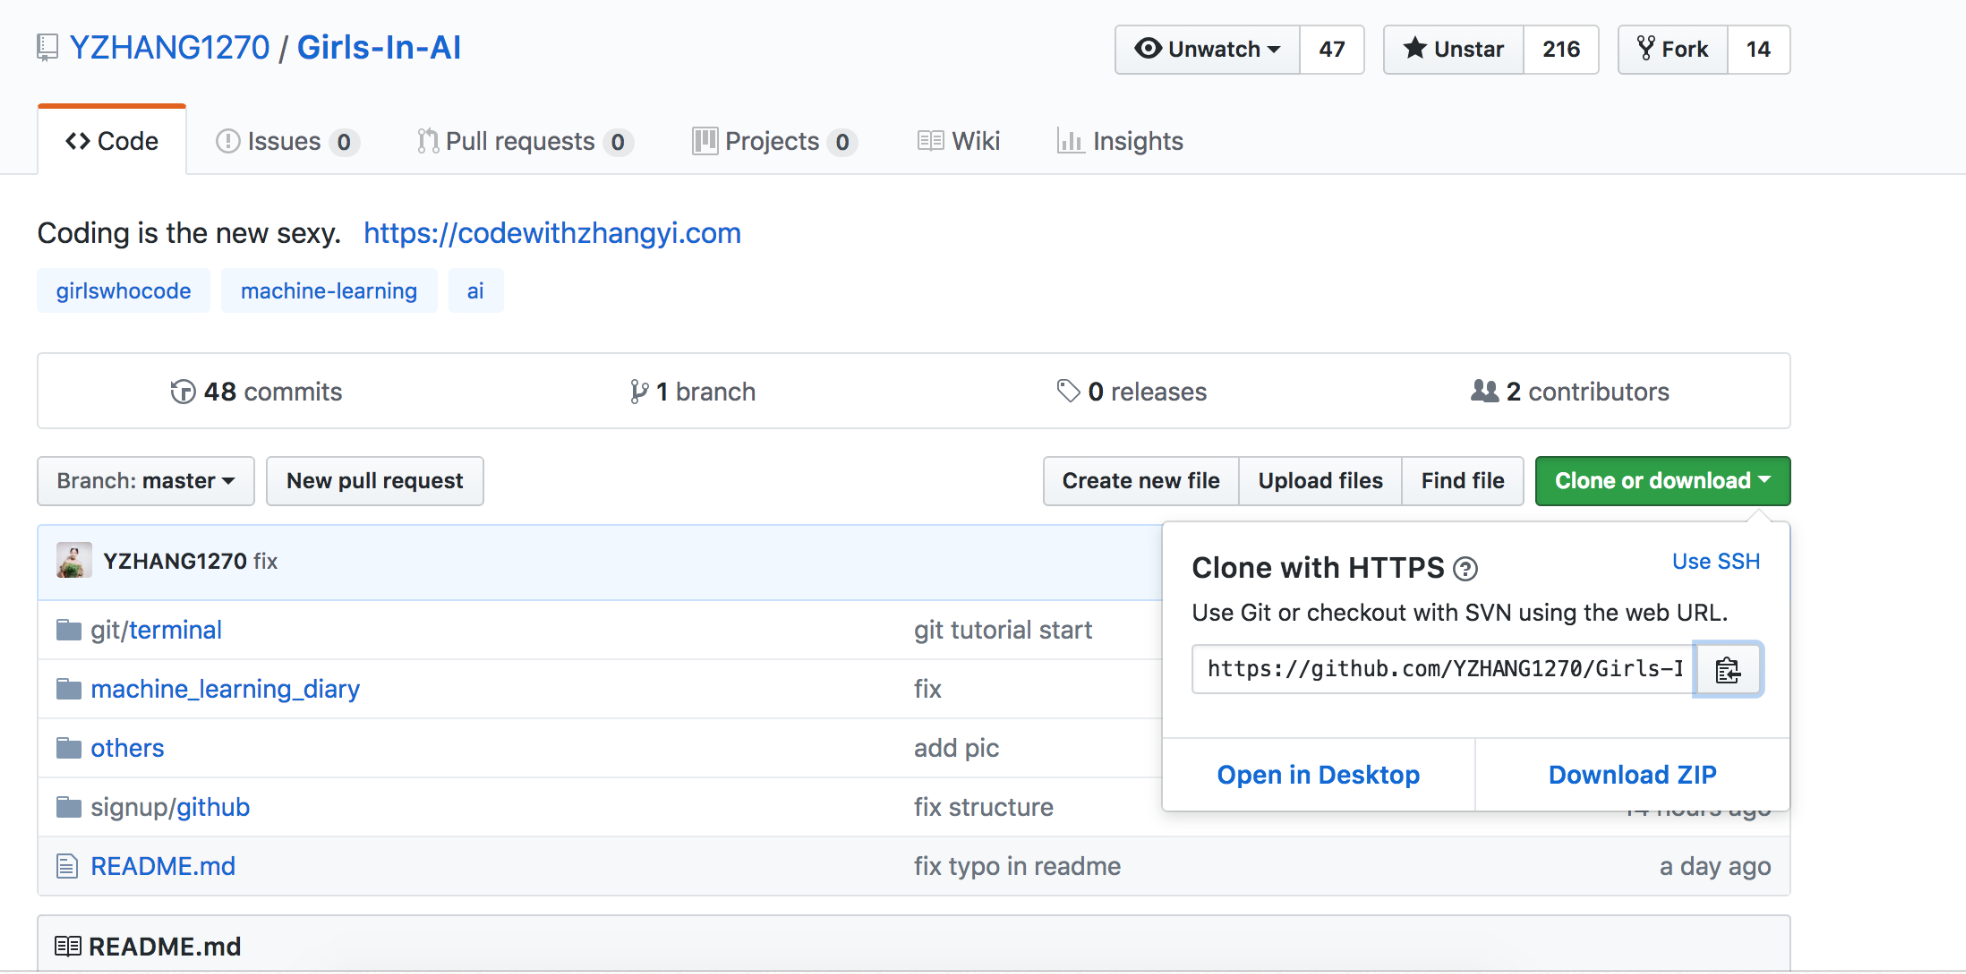 YZHANG1270 / Girls-In-AI
Unwatch 47 Unstar 216 Fork 14
Code Issues 0 Pull requests 0 Projects 0 Wiki Insights
Coding is the new sexy. https://codewithzhangyi.com
girlswhocode machine-learning ai
48 commits 1 branch 0 releases 2 contributors
Branch: master New pull request Create new file Upload files Find file Clone or download
YZHANG1270 fix
Clone with HTTPS ? Use SSH
Use Git or checkout with SVN using the web URL.
https://github.com/YZHANG1270/Girls-I
Open in Desktop Download ZIP
git/terminal git tutorial start
machine_learning_diary fix
others add pic
signup/github fix structure 14 hours ago
README.md fix typo in readme a day ago
README.md